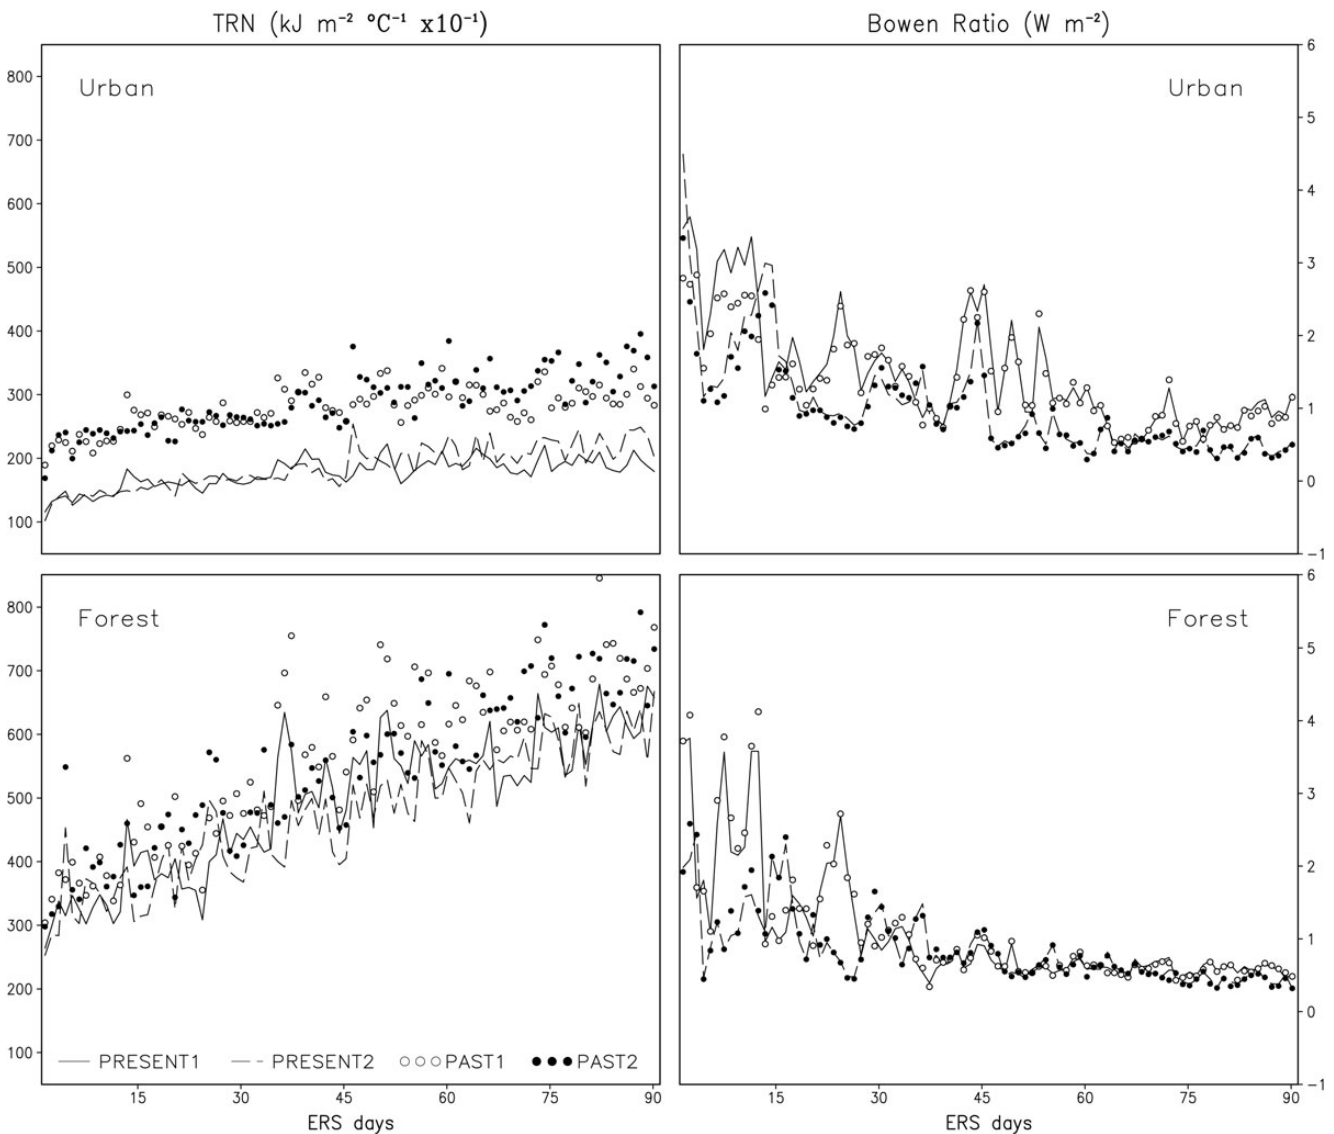 TRN (kJ m⁻² °C⁻¹ x10⁻¹)
Bowen Ratio (W m⁻²)
Urban
800
700
600
500
400
300
200
100
Urban
6
5
4
3
2
1
0
−1
Forest
800
700
600
500
400
300
200
100
PRESENT1 PRESENT2 PAST1 PAST2
15 30 45 60 75 90
ERS days
Forest
6
5
4
3
2
1
0
−1
15 30 45 60 75 90
ERS days